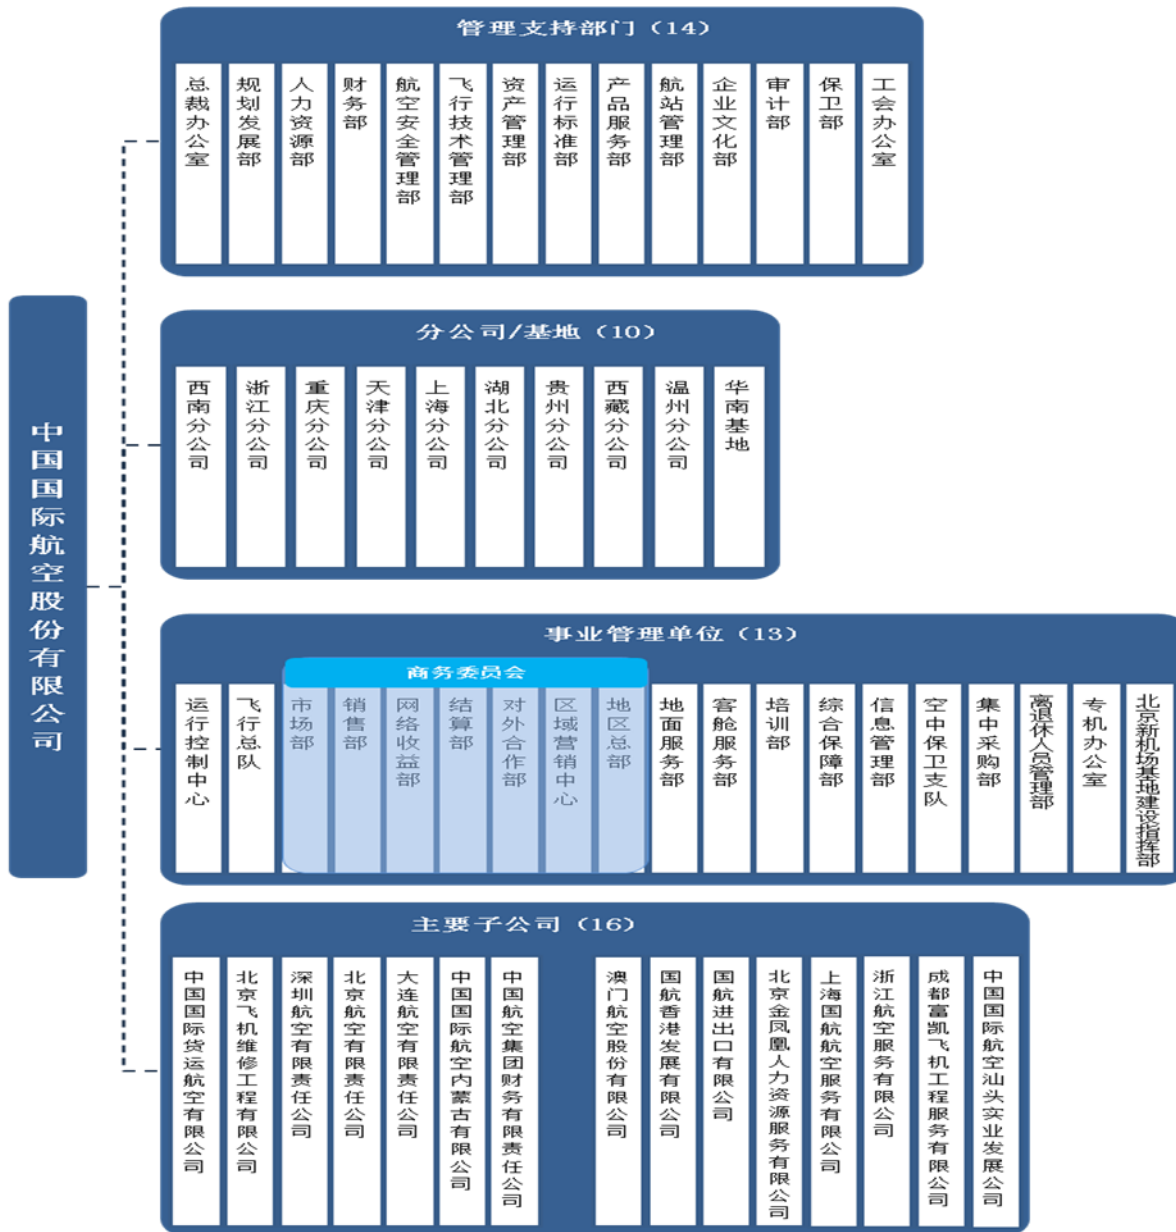 中国国际航空股份有限公司
管理支持部门（14）
总裁办公室
规划发展部
人力资源部
财务部
航空安全管理部
飞行技术管理部
资产管理部
运行标准部
产品服务部
航站管理部
企业文化部
审计部
保卫部
工会办公室
分公司/基地（10）
西南分公司
浙江分公司
重庆分公司
天津分公司
上海分公司
湖北分公司
贵州分公司
西藏分公司
温州分公司
华南基地
事业管理单位（13）
商务委员会
运行控制中心
飞行总队
市场部
销售部
网络收益部
结算部
对外合作部
区域营销中心
地区总部
地面服务部
客舱服务部
培训部
综合保障部
信息管理部
空中保卫支队
集中采购部
离退休人员管理部
专机办公室
北京新机场基地建设指挥部
主要子公司（16）
中国国际货运航空有限公司
北京飞机维修工程有限公司
深圳航空有限责任公司
北京航空有限责任公司
大连航空有限责任公司
中国国际航空内蒙古有限公司
中国航空集团财务有限责任公司
澳门航空股份有限公司
国航香港发展有限公司
国航进出口有限公司
北京金凤凰人力资源服务有限公司
上海国航航空服务有限公司
浙江航空服务有限公司
成都富凯飞机工程服务有限公司
中国国际航空汕头实业发展公司